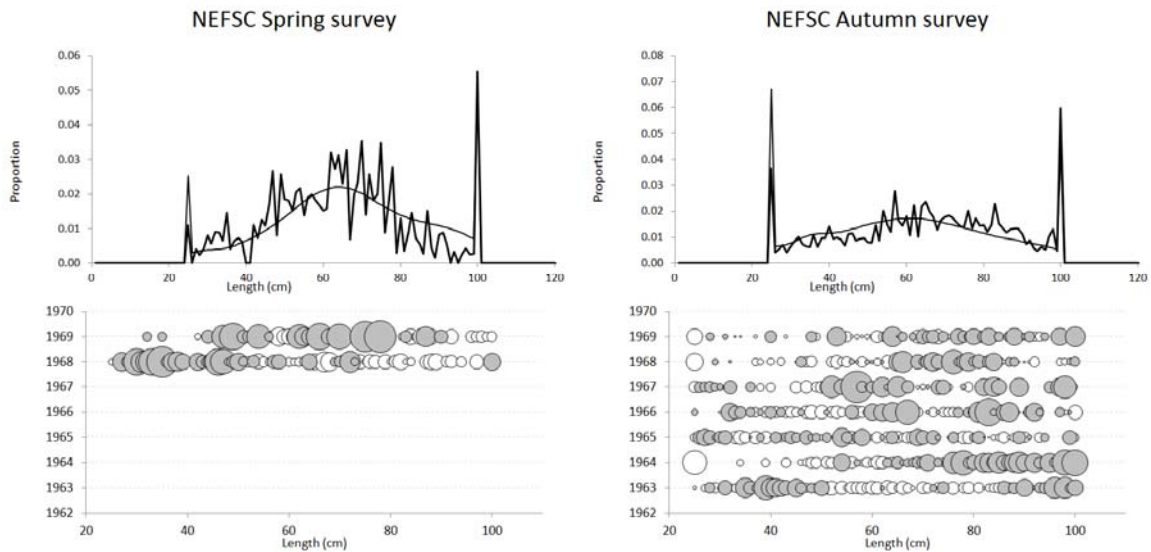 NEFSC Spring survey
0.06
0.05
0.04
0.03
0.02
0.01
0.00
Proportion
0 20 40 60 80 100 120
Length (cm)
1970
1969
1968
1967
1966
1965
1964
1963
1962
20 40 60 80 100
Length (cm)
NEFSC Autumn survey
0.08
0.07
0.06
0.05
0.04
0.03
0.02
0.01
0.00
Proportion
0 20 40 60 80 100 120
Length (cm)
1970
1969
1968
1967
1966
1965
1964
1963
1962
20 40 60 80 100
Length (cm)